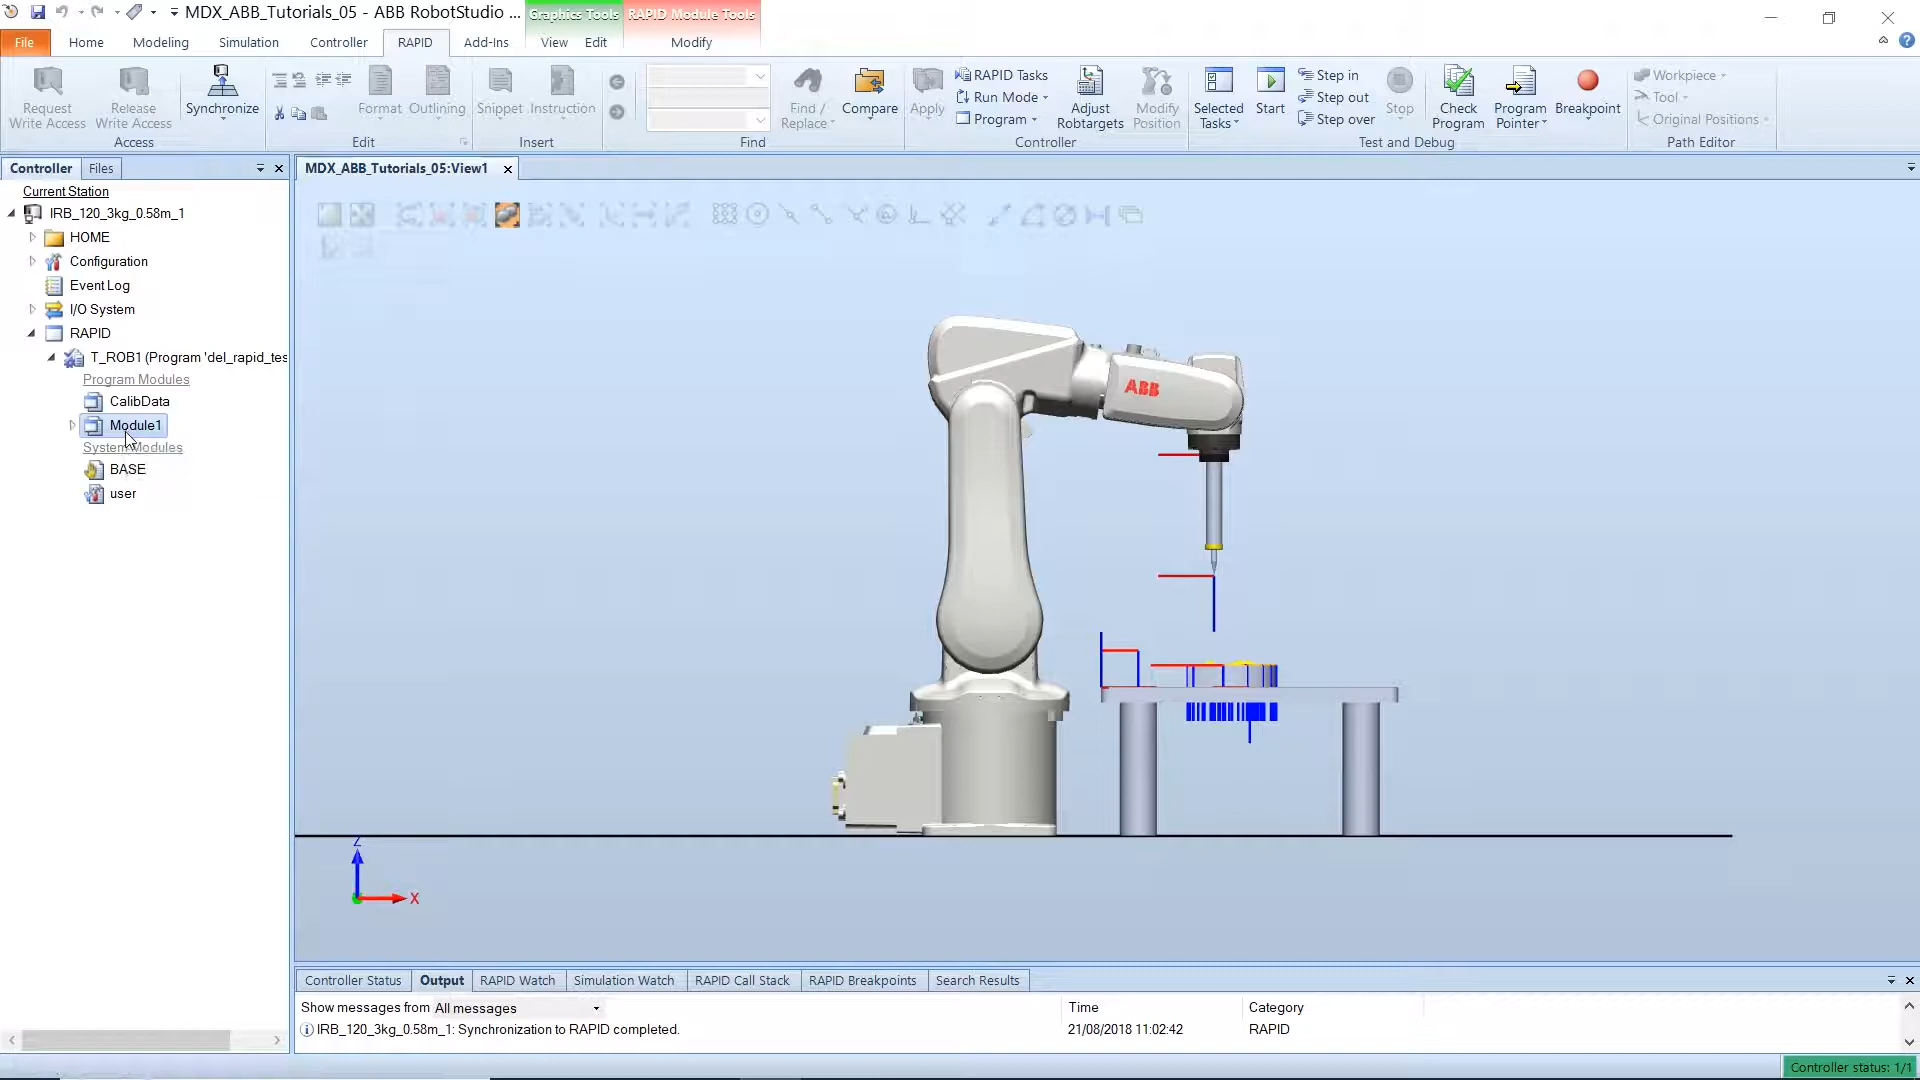 MDX_ABB_Tutorials_05 - ABB RobotStudio ...
Graphics Tools
RAPID Module Tools
File
Home
Modeling
Simulation
Controller
RAPID
Add-Ins
View
Edit
Modify
Request
Write Access
Release
Write Access
Access
Synchronize
Format
Outlining
Edit
Snippet
Instruction
Insert
Find /
Replace
Find
Compare
Apply
RAPID Tasks
Run Mode
Program
Adjust
Robtargets
Modify
Position
Controller
Selected
Tasks
Start
Step in
Step out
Step over
Stop
Check
Program
Program
Pointer
Breakpoint
Test and Debug
Workpiece
Tool
Original Positions
Path Editor
Controller
Files
Current Station
IRB_120_3kg_0.58m_1
HOME
Configuration
Event Log
I/O System
RAPID
T_ROB1 (Program 'del_rapid_tes
Program Modules
CalibData
Module1
System Modules
BASE
user
MDX_ABB_Tutorials_05:View1
ABB
Z
X
Controller Status
Output
RAPID Watch
Simulation Watch
RAPID Call Stack
RAPID Breakpoints
Search Results
Show messages from All messages
Time
Category
IRB_120_3kg_0.58m_1: Synchronization to RAPID completed.
21/08/2018 11:02:42
RAPID
Controller status: 1/1